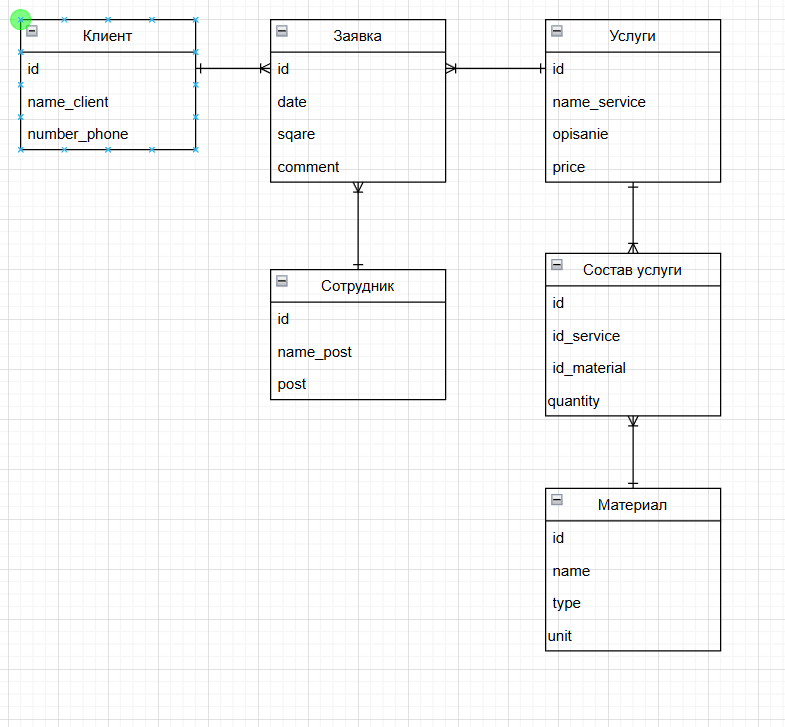 Клиент
id
name_client
number_phone
Заявка
id
date
sqare
comment
Услуги
id
name_service
opisanie
price
Сотрудник
id
name_post
post
Состав услуги
id
id_service
id_material
quantity
Материал
id
name
type
unit